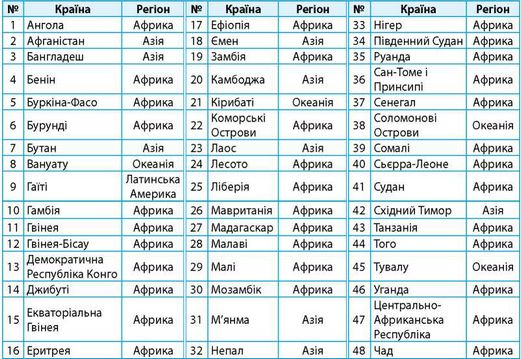 № Країна Регіон № Країна Регіон № Країна Регіон
1 Ангола Африка 17 Ефіопія Африка 33 Нігер Африка
2 Афганістан Азія 18 Ємен Азія 34 Південний Судан Африка
3 Бангладеш Азія 19 Замбія Африка 35 Руанда Африка
4 Бенін Африка 20 Камбоджа Азія 36 Сан-Томе і Принсипі Африка
5 Буркіна-Фасо Африка 21 Кірибаті Океанія 37 Сенегал Африка
6 Бурунді Африка 22 Коморські Острови Африка 38 Соломонові Острови Океанія
7 Бутан Азія 23 Лаос Азія 39 Сомалі Африка
8 Вануату Океанія 24 Лесото Африка 40 Сьєрра-Леоне Африка
9 Гаїті Латинська Америка 25 Ліберія Африка 41 Судан Африка
10 Гамбія Африка 26 Мавританія Африка 42 Східний Тимор Азія
11 Гвінея Африка 27 Мадагаскар Африка 43 Танзанія Африка
12 Гвінея-Бісау Африка 28 Малаві Африка 44 Того Африка
13 Демократична Республіка Конго Африка 29 Малі Африка 45 Тувалу Океанія
14 Джибуті Африка 30 Мозамбік Африка 46 Уганда Африка
15 Екваторіальна Гвінея Африка 31 М’янма Азія 47 Центрально-Африканська Республіка Африка
16 Еритрея Африка 32 Непал Азія 48 Чад Африка